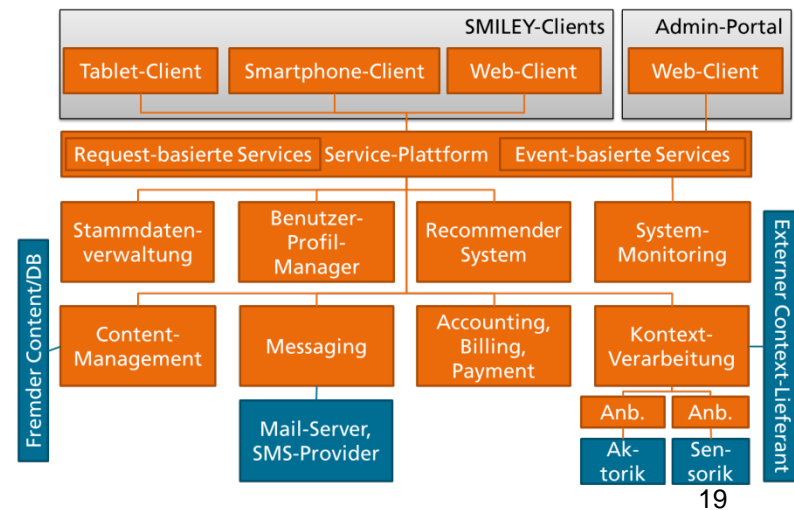 SMILEY-Clients
Admin-Portal
Tablet-Client
Smartphone-Client
Web-Client
Web-Client
Request-basierte Services
Service-Plattform
Event-basierte Services
Stammdaten-
verwaltung
Benutzer-
Profil-
Manager
Recommender
System
System-
Monitoring
Fremder Content/DB
Externer Context-Lieferant
Content-
Management
Messaging
Accounting,
Billing,
Payment
Kontext-
Verarbeitung
Mail-Server,
SMS-Provider
Anb.
Anb.
Ak-
torik
Sen-
sorik
19